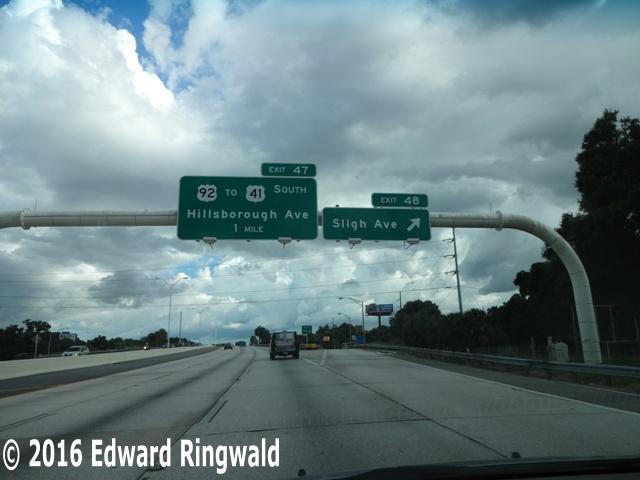 EXIT 47
92 TO 41 SOUTH
Hillsborough Ave
1 MILE
EXIT 48
Sligh Ave
© 2016 Edward Ringwald